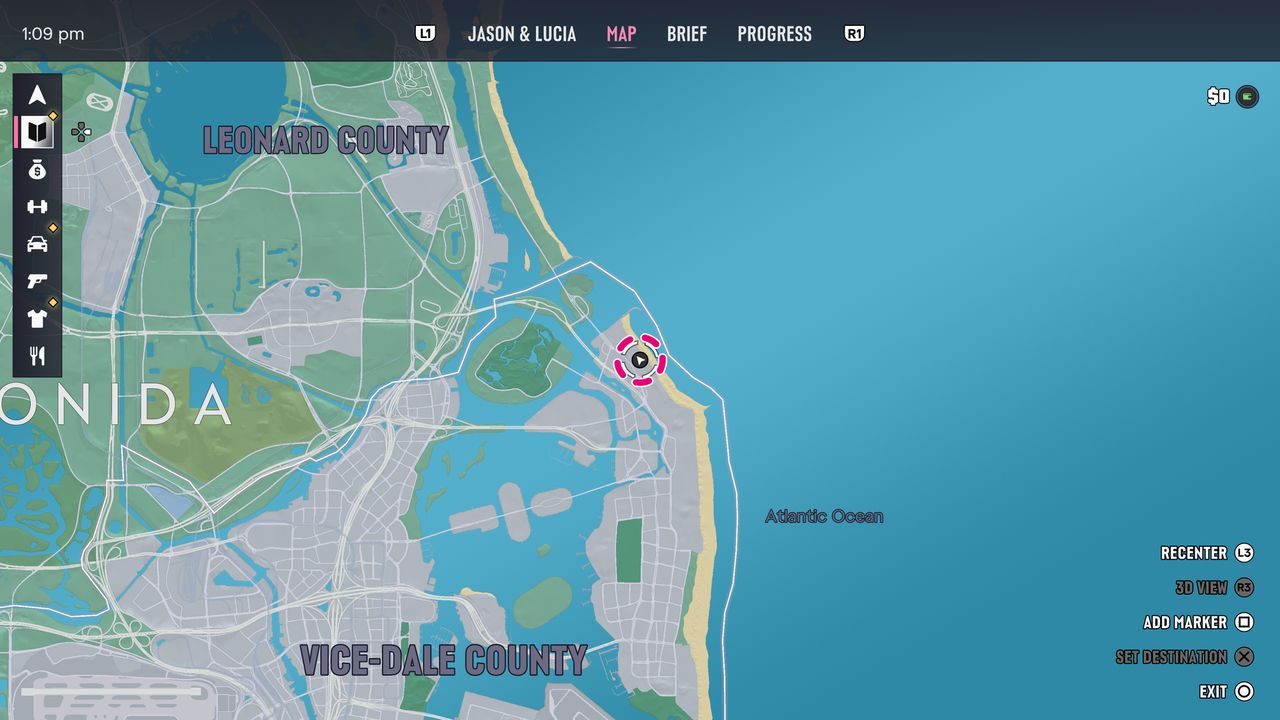 1:09 pm
L1
JASON & LUCIA
MAP
BRIEF
PROGRESS
R1
$0
LEONARD COUNTY
ONIDA
Atlantic Ocean
VICE-DALE COUNTY
RECENTER L3
3D VIEW R3
ADD MARKER
SET DESTINATION
EXIT